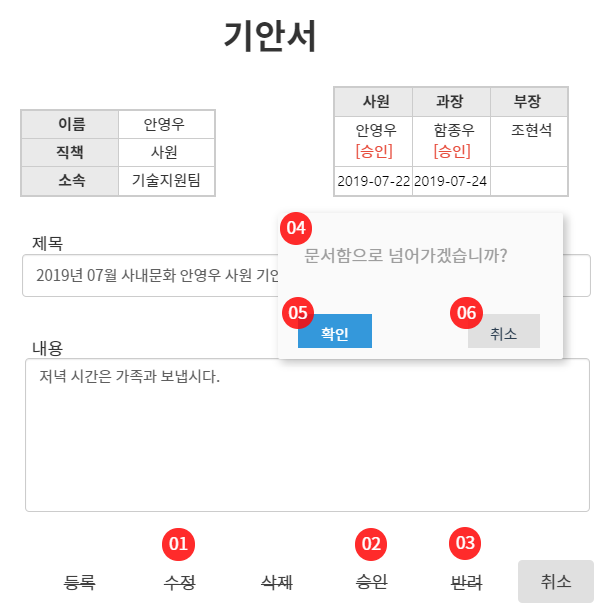 기안서
사원 과장 부장
이름 안영우
안영우 함종우 조현석
직책 사원
[승인] [승인]
소속 기술지원팀
2019-07-22 2019-07-24
04
제목
문서함으로 넘어가겠습니까?
2019년 07월 사내문화 안영우 사원 기안
05 06
확인 취소
내용
저녁 시간은 가족과 보냅시다.
01 02 03
등록 수정 삭제 승인 반려 취소